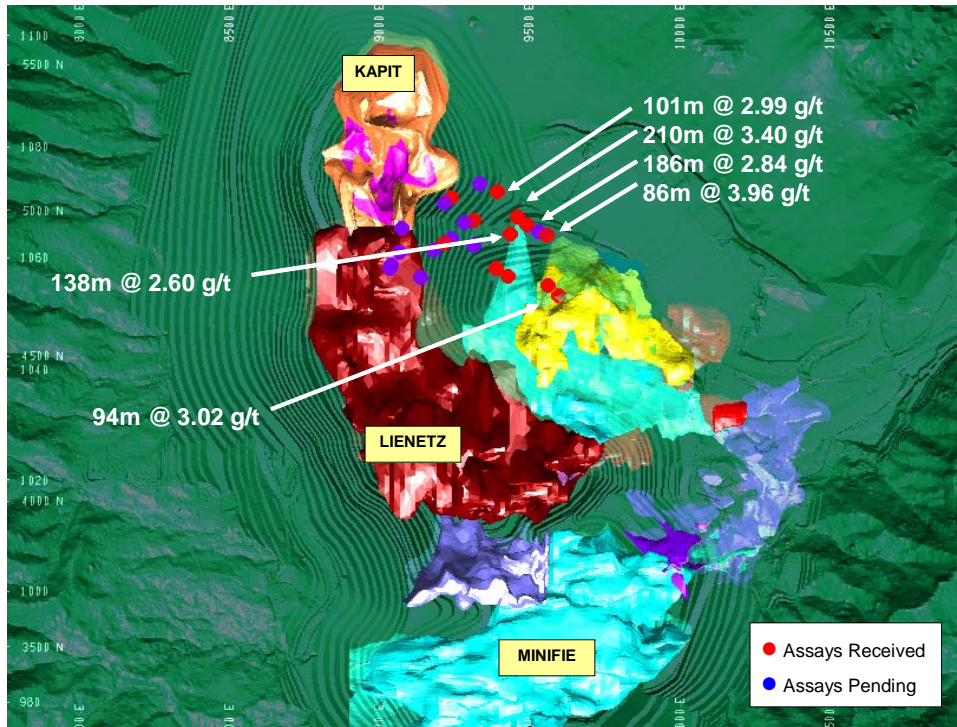 8500 E
9000 E
9500 E
10000 E
10500
1100
5500 N
KAPIT
101m @ 2.99 g/t
210m @ 3.40 g/t
186m @ 2.84 g/t
86m @ 3.96 g/t
1080
5000 N
1060
138m @ 2.60 g/t
4500 N
1040
94m @ 3.02 g/t
LIENETZ
1020
4000 N
1000
3500 N
MINIFIE
980
Assays Received
Assays Pending